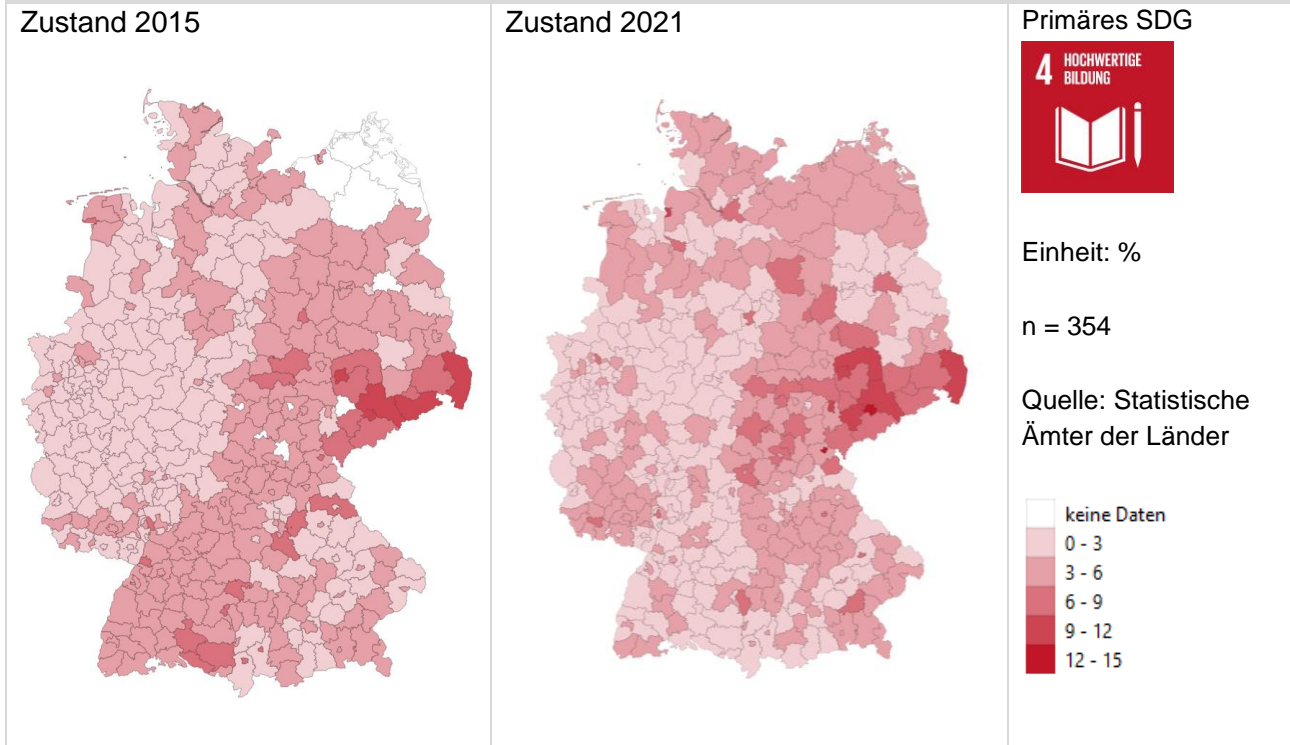 Zustand 2015
Zustand 2021
Primäres SDG
4 HOCHWERTIGE
BILDUNG
Einheit: %
n = 354
Quelle: Statistische
Ämter der Länder
keine Daten
0 - 3
3 - 6
6 - 9
9 - 12
12 - 15